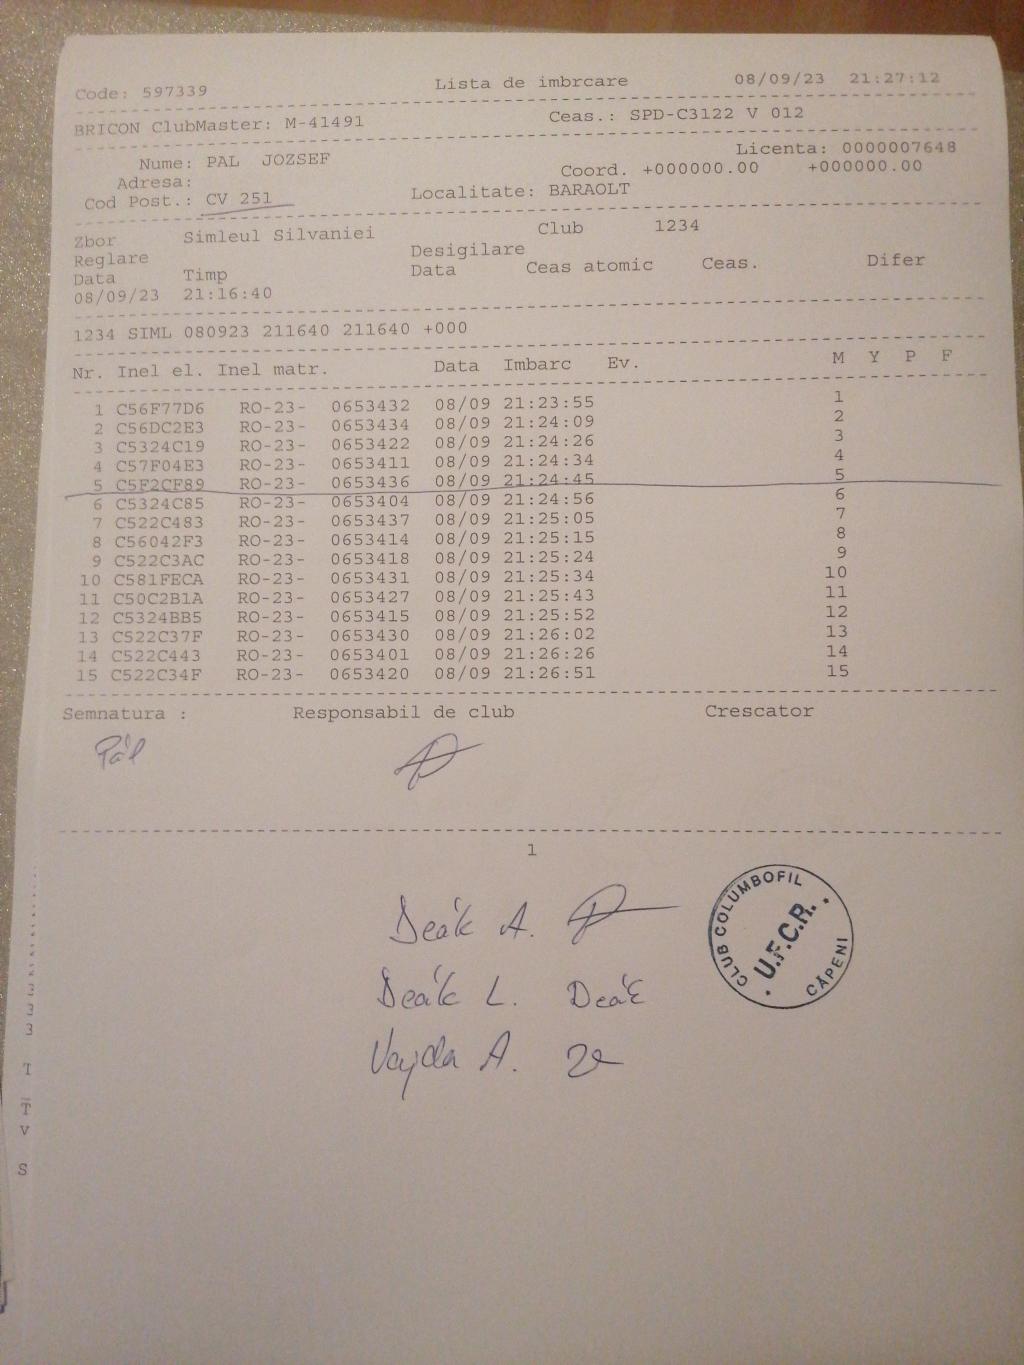 Code: 597339 Lista de imbrcare 08/09/23 21:27:12
BRICON ClubMaster: M-41491 Ceas.: SPD-C3122 V 012
Licenta: 0000007648
Nume: PAL JOZSEF Coord. +000000.00 +000000.00
Adresa:
Cod Post.: CV 251 Localitate: BARAOLT
Zbor Simleul Silvaniei Club 1234
Reglare Desigilare
Data Timp Data Ceas atomic Ceas. Difer
08/09/23 21:16:40
1234 SIML 080923 211640 211640 +000
Nr. Inel el. Inel matr. Data Imbarc Ev. M Y P F
1 C56F77D6 RO-23- 0653432 08/09 21:23:55 1
2 C56DC2E3 RO-23- 0653434 08/09 21:24:09 2
3 C5324C19 RO-23- 0653422 08/09 21:24:26 3
4 C57F04E3 RO-23- 0653411 08/09 21:24:34 4
5 C5F2CF89 RO-23- 0653436 08/09 21:24:45 5
6 C5324C85 RO-23- 0653404 08/09 21:24:56 6
7 C522C483 RO-23- 0653437 08/09 21:25:05 7
8 C56042F3 RO-23- 0653414 08/09 21:25:15 8
9 C522C3AC RO-23- 0653418 08/09 21:25:24 9
10 C581FECA RO-23- 0653431 08/09 21:25:34 10
11 C50C2B1A RO-23- 0653427 08/09 21:25:43 11
12 C5324BB5 RO-23- 0653415 08/09 21:25:52 12
13 C522C37F RO-23- 0653430 08/09 21:26:02 13
14 C522C443 RO-23- 0653401 08/09 21:26:26 14
15 C522C34F RO-23- 0653420 08/09 21:26:51 15
Semnatura : Responsabil de club Crescator
Pál
1
Deák A.
Deák L. Deák
Vajda A.
CLUB COLUMBOFIL
U.F.C.R.
CĂPENI
3
3
T
T
V
S